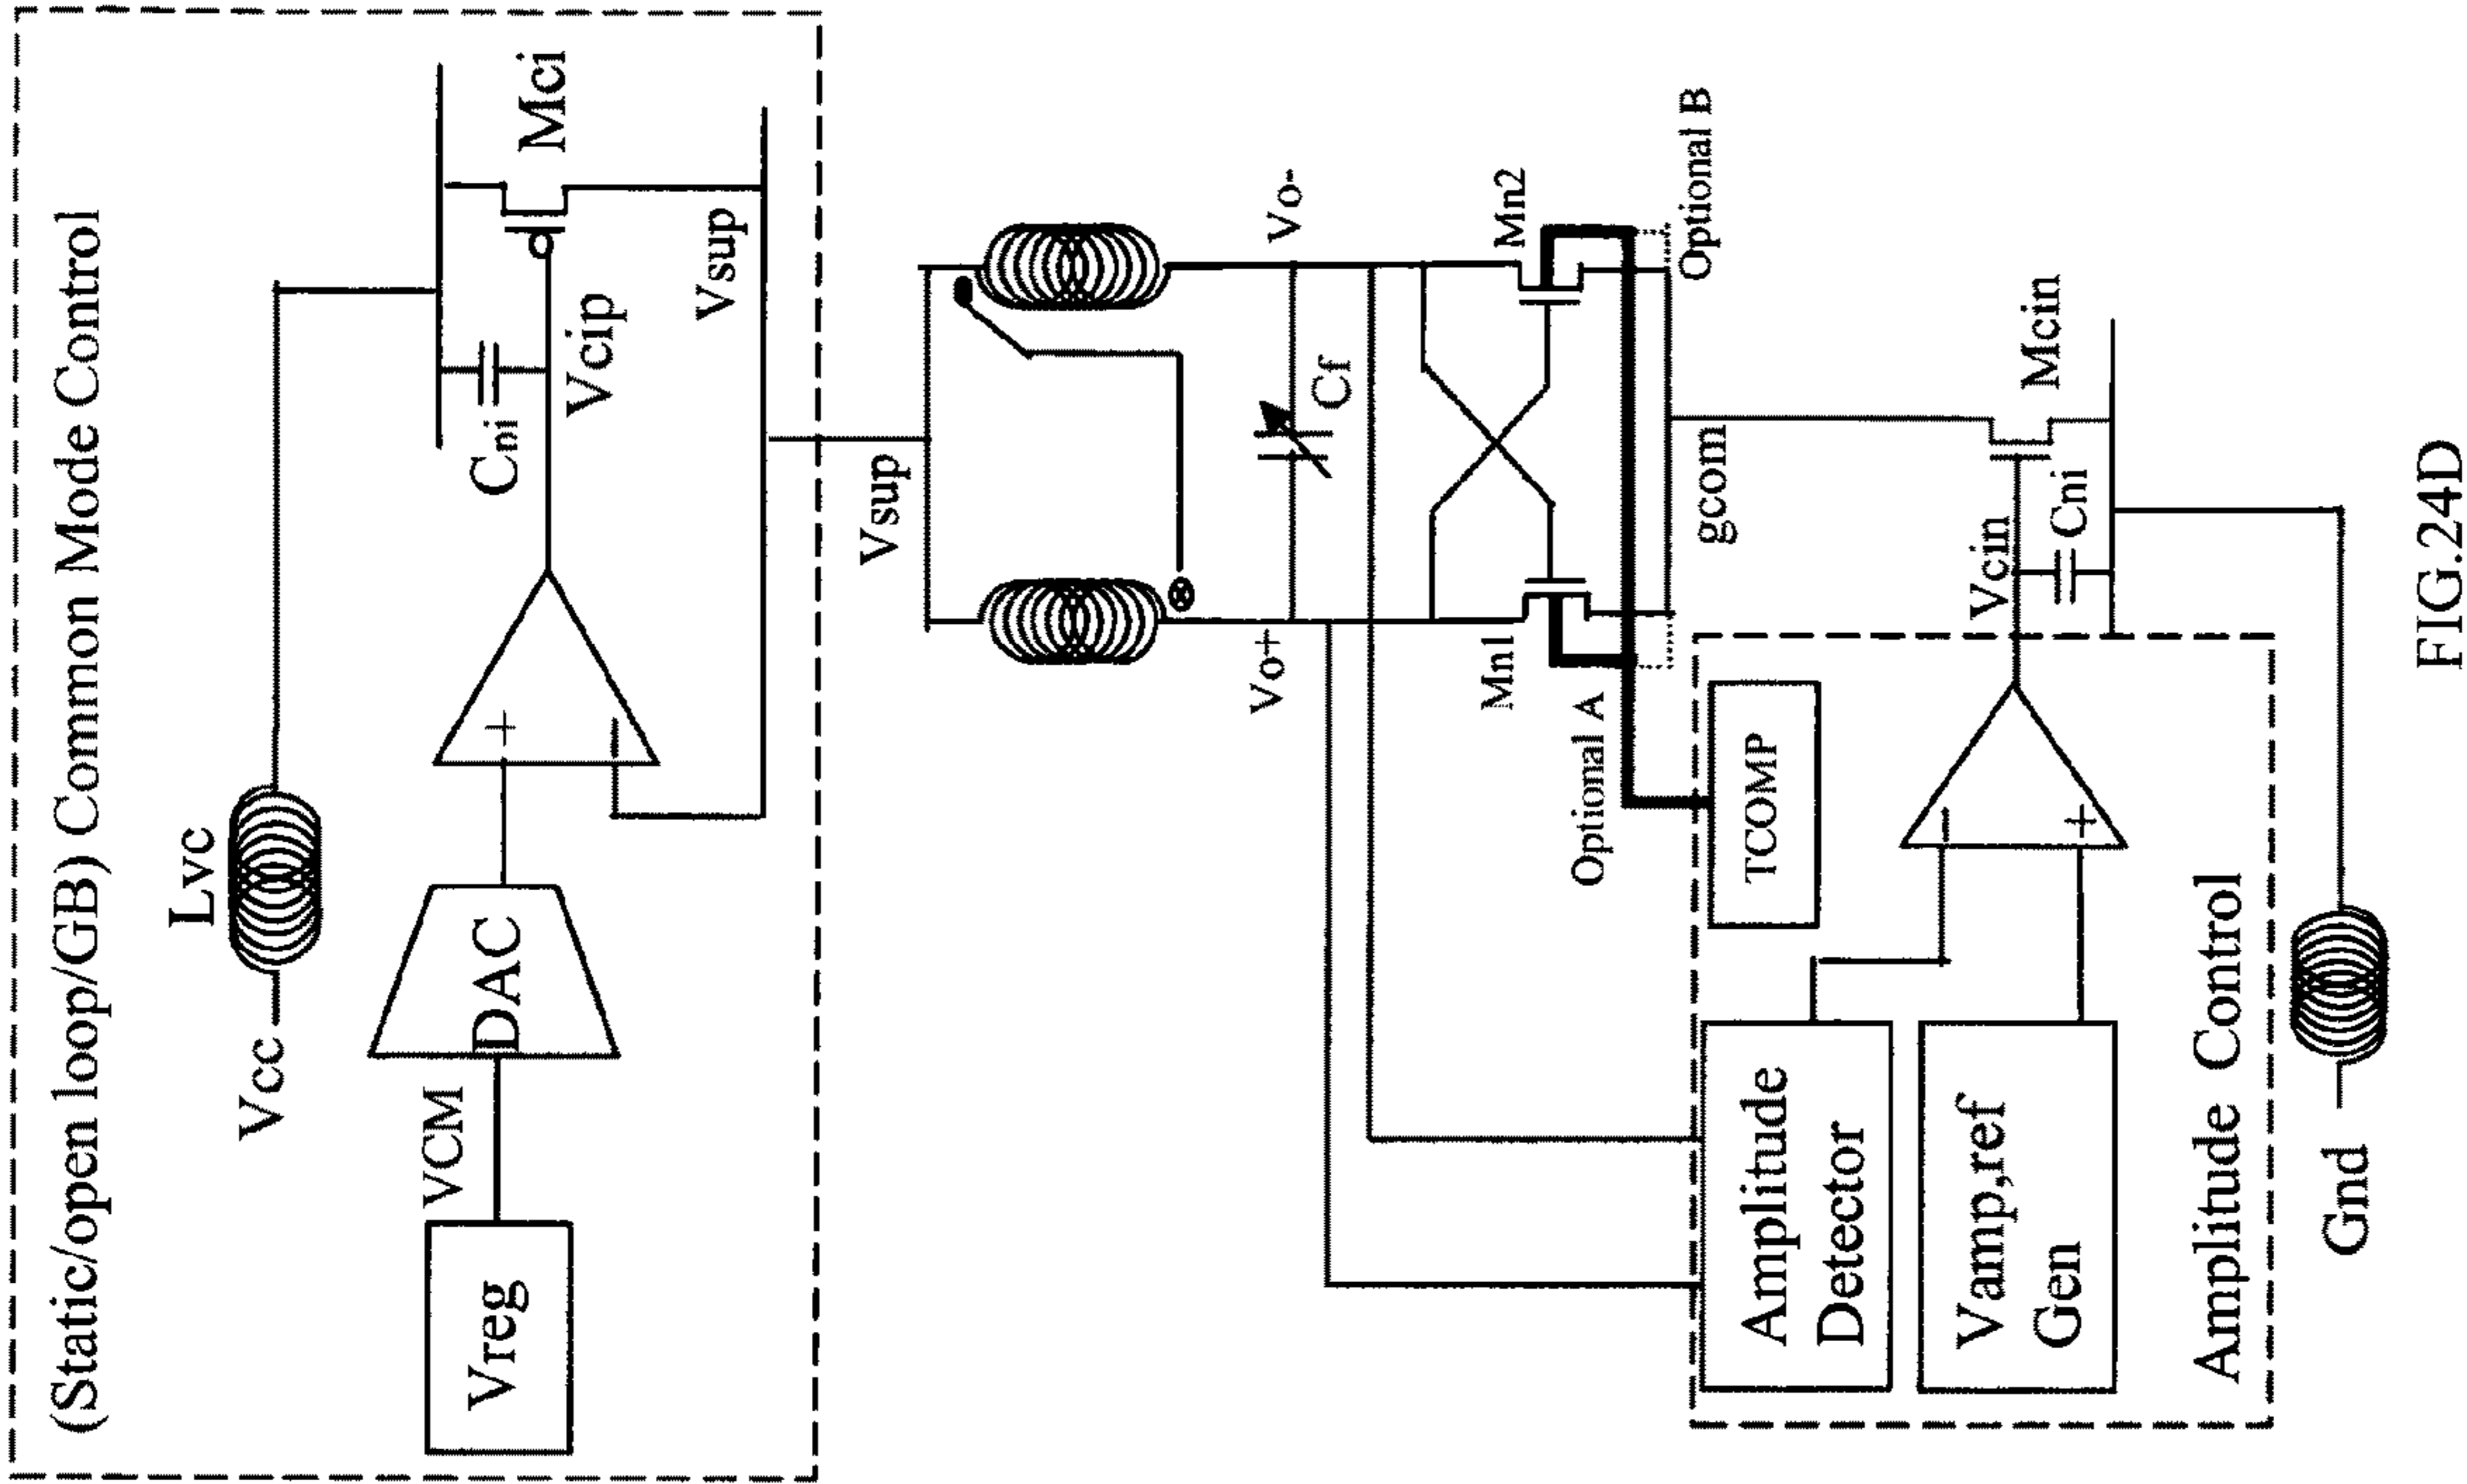 (Static/open loop/GB) Common Mode Control
Vcc
Lvc
Vreg
VCM
DAC
+
−
Cni
Vcip
Mci
Vsup
Vsup
Vo+
Vo-
Cf
Mn1
Mn2
Optional A
Optional B
gcom
TCOMP
Amplitude
Detector
Vamp,ref
Gen
−
+
Vcin
Cni
Mcin
Amplitude Control
Gnd
FIG.24D